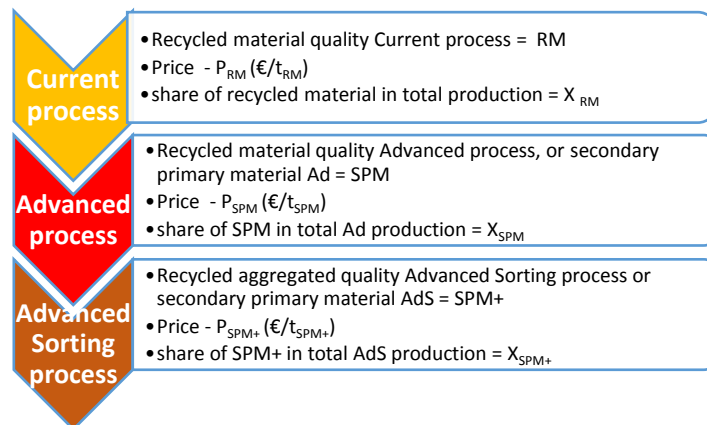 Current
process
•Recycled material quality Current process = RM
•Price - P_RM (€/t_RM)
•share of recycled material in total production = X _RM
Advanced
process
•Recycled material quality Advanced process, or secondary
primary material Ad = SPM
•Price - P_SPM (€/t_SPM)
•share of SPM in total Ad production = X_SPM
Advanced
Sorting
process
•Recycled aggregated quality Advanced Sorting process or
secondary primary material AdS = SPM+
•Price - P_SPM+ (€/t_SPM+)
•share of SPM+ in total AdS production = X_SPM+